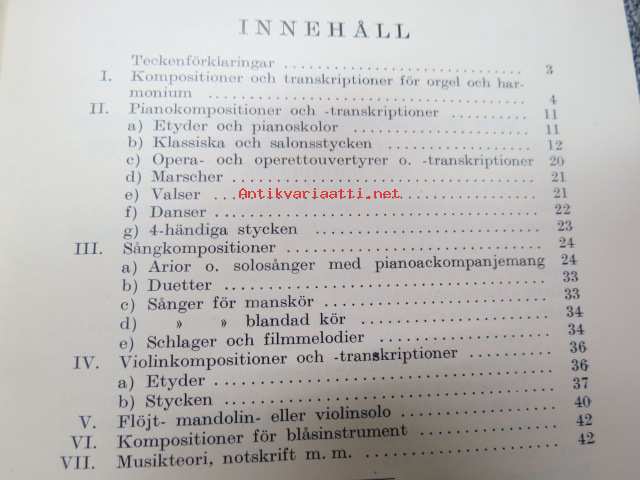 INNEHÅLL
Teckenförklaringar 3
I. Kompositioner och transkriptioner för orgel och har-
monium 4
II. Pianokompositioner och -transkriptioner 11
a) Etyder och pianoskolor 11
b) Klassiska och salonsstycken 12
c) Opera- och operettouvertyrer o. -transkriptioner 20
d) Marscher 21
e) Valser 21
Antikvariaatti.net
f) Danser 22
g) 4-händiga stycken 23
III. Sångkompositioner 24
a) Arior o. solosånger med pianoackompanjemang 24
b) Duetter 33
c) Sånger för manskör 33
d) » » blandad kör 34
e) Schlager och filmmelodier 34
IV. Violinkompositioner och -transkriptioner 36
a) Etyder 36
b) Stycken 37
V. Flöjt- mandolin- eller violinsolo 40
VI. Kompositioner för blåsinstrument 42
VII. Musikteori, notskrift m. m. 42